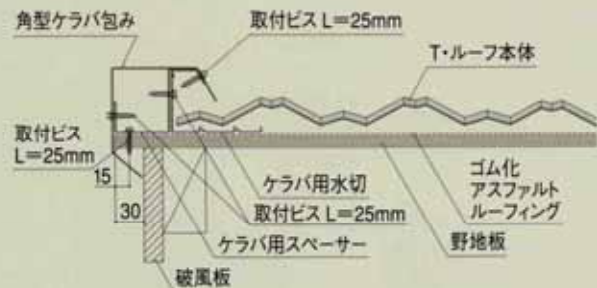 角型ケラバ包み
取付ビス L=25mm
T・ルーフ本体
取付ビス
L=25mm
15
30
ケラバ用水切
取付ビス L=25mm
ケラバ用スペーサー
破風板
ゴム化
アスファルト
ルーフィング
野地板